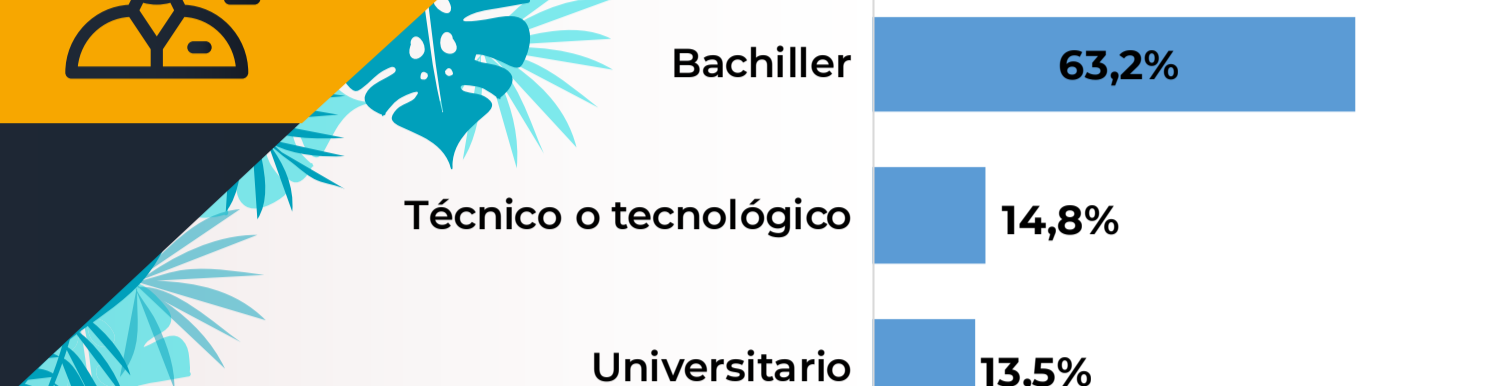 Bachiller
63,2%
Técnico o tecnológico
14,8%
Universitario
13,5%